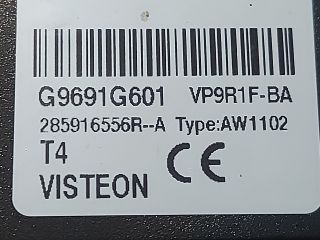 G9691G601 VP9R1F-BA
285916556R--A Type:AW1102
T4
CE
VISTEON